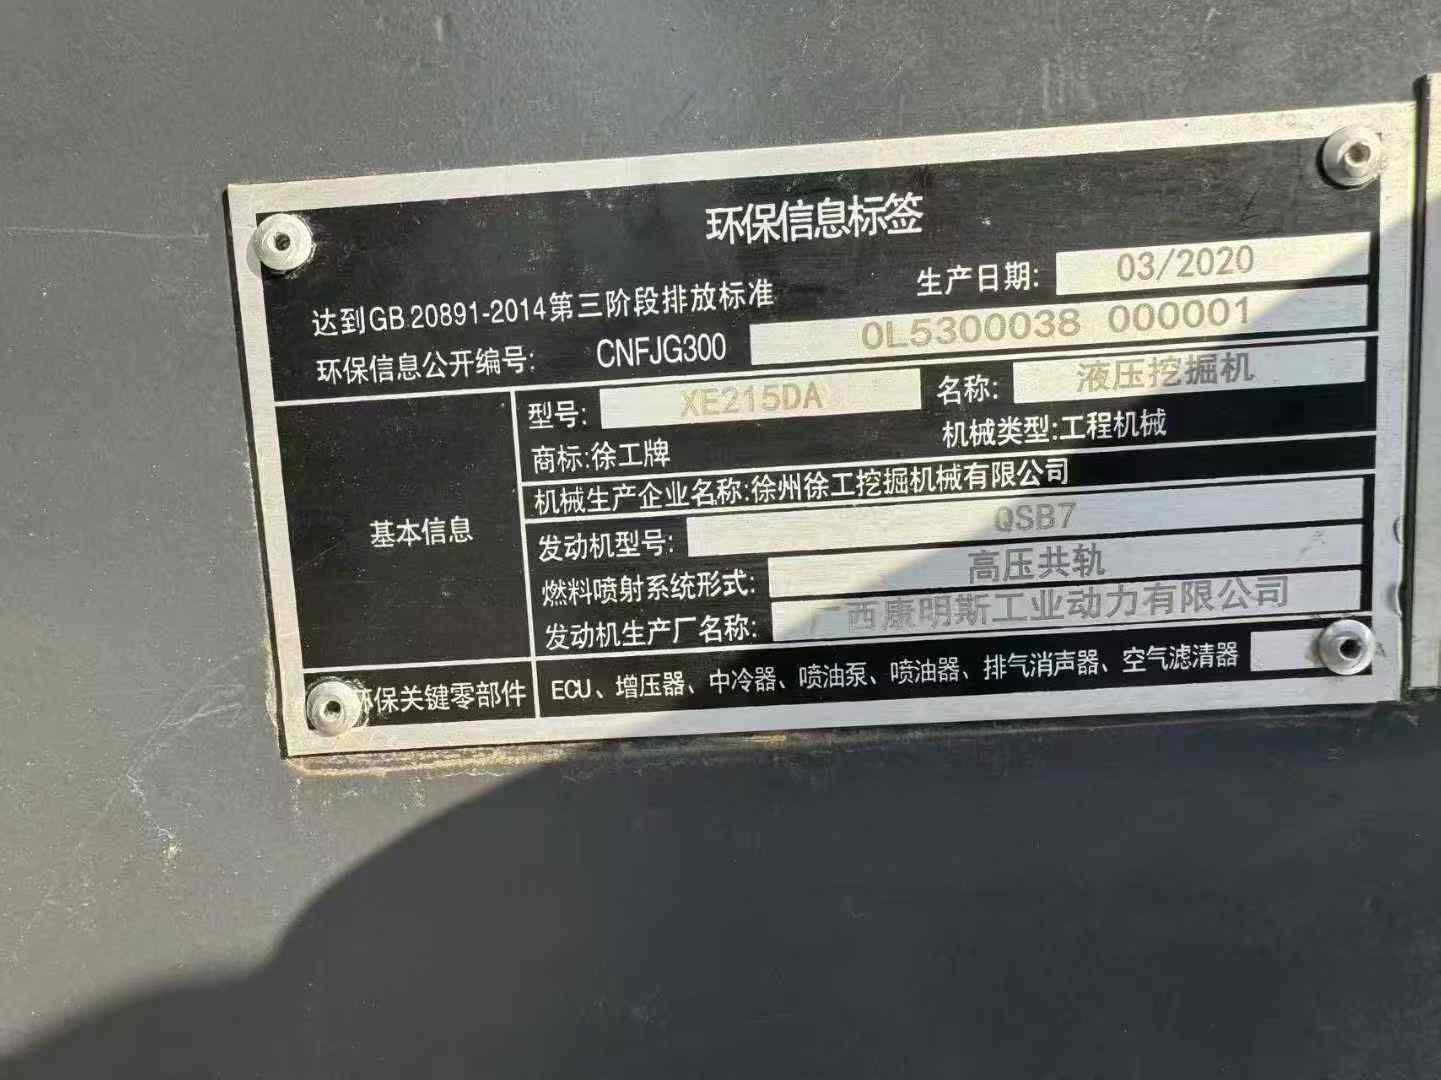 环保信息标签
达到GB 20891-2014第三阶段排放标准 生产日期: 03/2020
环保信息公开编号: CNFJG300 0L5300038 000001
基本信息
型号: XE215DA 名称: 液压挖掘机
商标:徐工牌 机械类型:工程机械
机械生产企业名称:徐州徐工挖掘机械有限公司
发动机型号: QSB7
燃料喷射系统形式: 高压共轨
发动机生产厂名称: 广西康明斯工业动力有限公司
环保关键零部件 ECU、增压器、中冷器、喷油泵、喷油器、排气消声器、空气滤清器